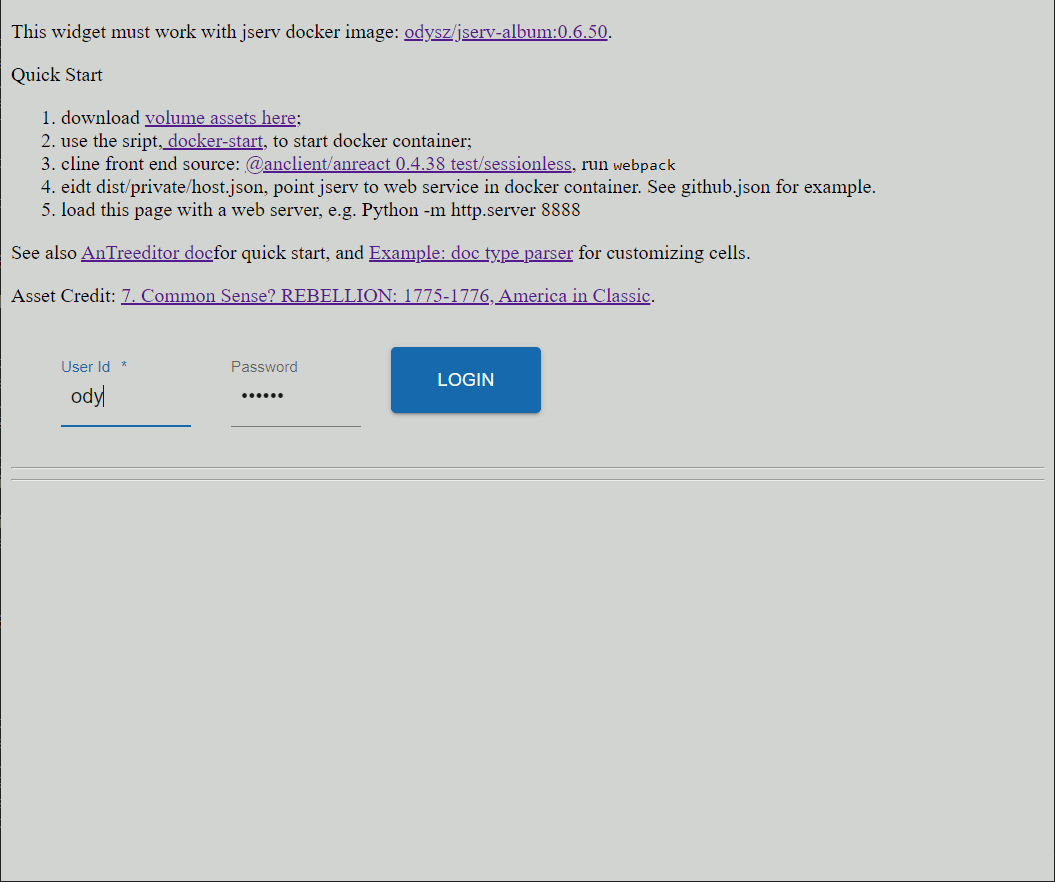 This widget must work with jserv docker image: odysz/jserv-album:0.6.50.
Quick Start
1. download volume assets here;
2. use the sript, docker-start, to start docker container;
3. cline front end source: @anclient/anreact 0.4.38 test/sessionless, run webpack
4. eidt dist/private/host.json, point jserv to web service in docker container. See github.json for example.
5. load this page with a web server, e.g. Python -m http.server 8888
See also AnTreeditor docfor quick start, and Example: doc type parser for customizing cells.
Asset Credit: 7. Common Sense? REBELLION: 1775-1776, America in Classic.
User Id * Password
ody •••••• LOGIN